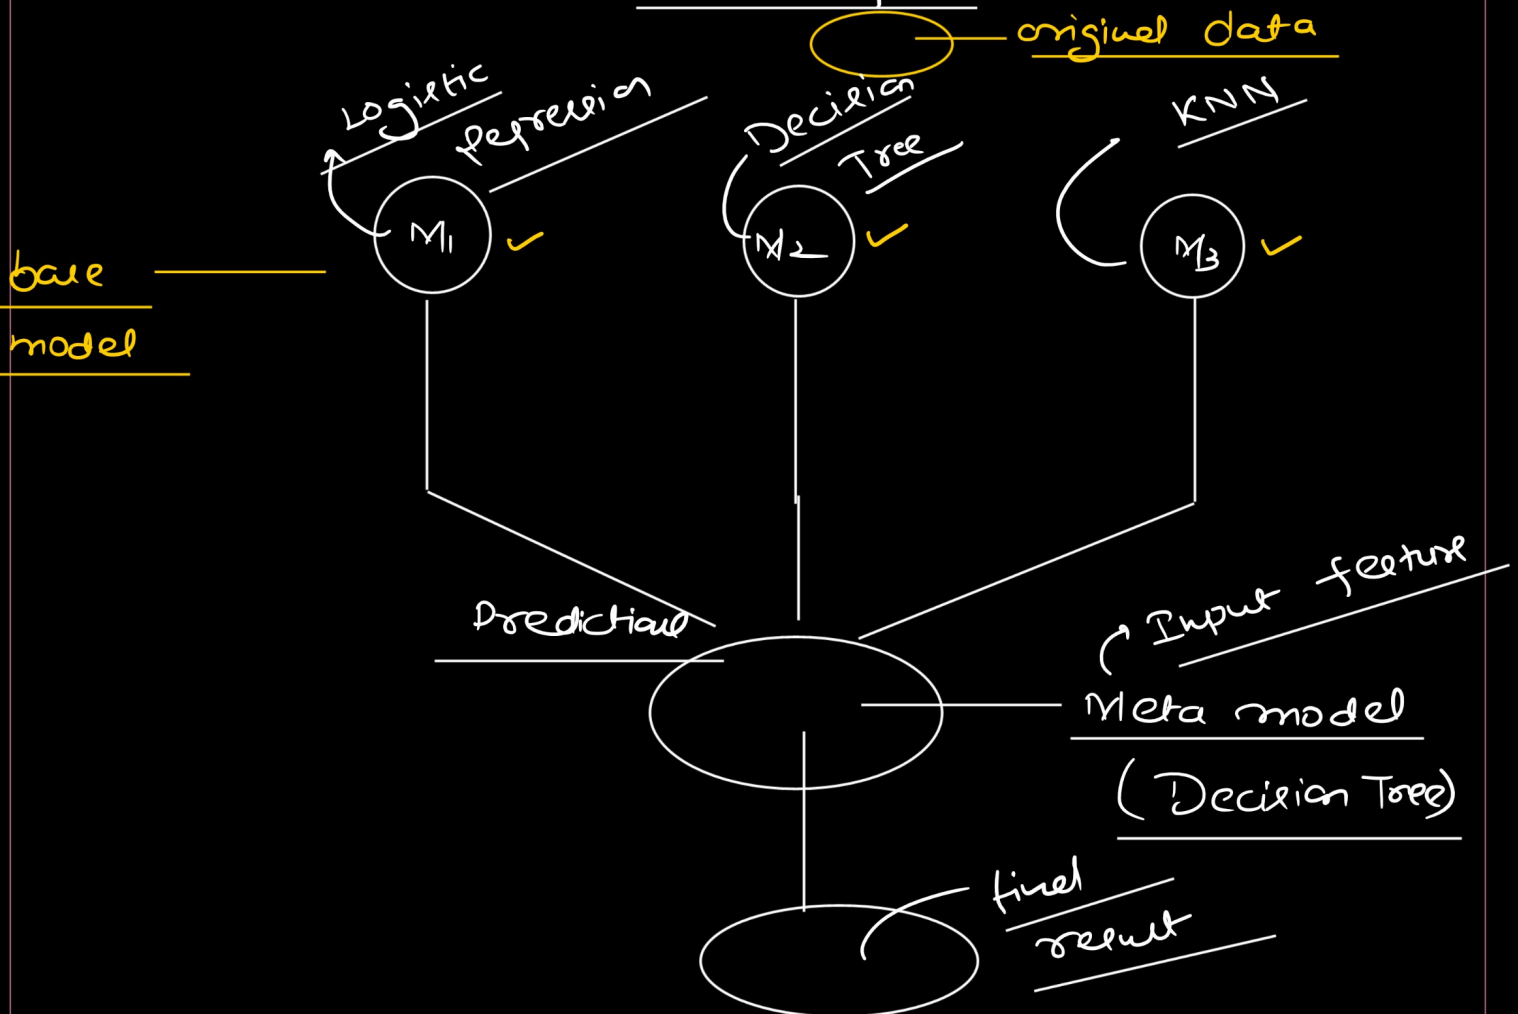 original data
Logistic
Regression
Decision
Tree
KNN
M1
M2
M3
base
model
Predictions
Input feature
Meta model
(Decision Tree)
final
result